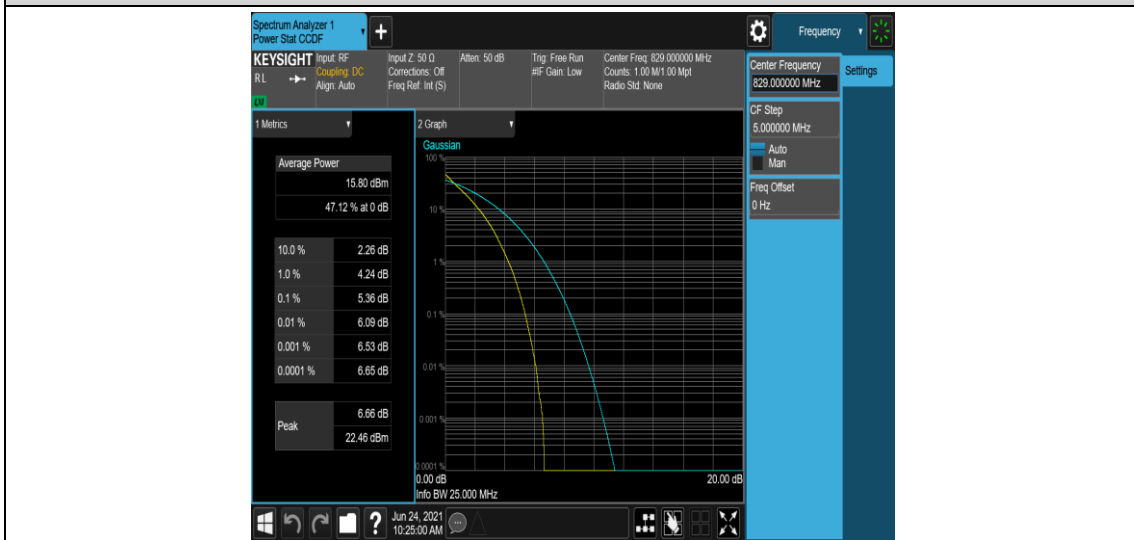 Spectrum Analyzer 1
Power Stat CCDF
+
Frequency
KEYSIGHT
RL
LXI
Input: RF
Coupling: DC
Align: Auto
Input Z: 50 Ω
Corrections: Off
Freq Ref: Int (S)
Atten: 50 dB
Trig: Free Run
#IF Gain: Low
Center Freq: 829.000000 MHz
Counts: 1.00 M/1.00 Mpt
Radio Std: None
Center Frequency
829.000000 MHz
Settings
CF Step
5.000000 MHz
Auto
Man
Freq Offset
0 Hz
1 Metrics
Average Power
15.80 dBm
47.12 % at 0 dB
10.0 % 2.26 dB
1.0 % 4.24 dB
0.1 % 5.36 dB
0.01 % 6.09 dB
0.001 % 6.53 dB
0.0001 % 6.65 dB
Peak
6.66 dB
22.46 dBm
2 Graph
Gaussian
100 %
10 %
1 %
0.1 %
0.01 %
0.001 %
0.0001 %
0.00 dB 20.00 dB
Info BW 25.000 MHz
?
Jun 24, 2021
10:25:00 AM